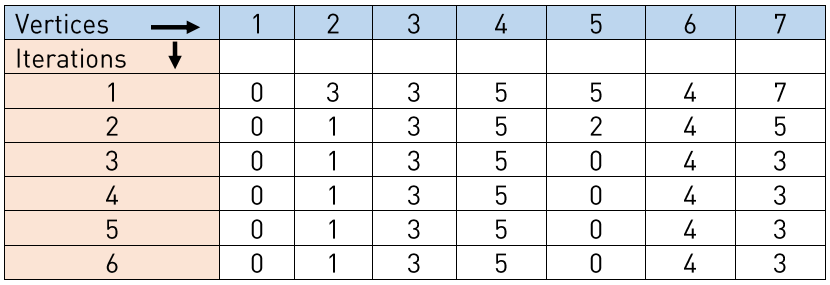 Vertices 1 2 3 4 5 6 7
Iterations
1 0 3 3 5 5 4 7
2 0 1 3 5 2 4 5
3 0 1 3 5 0 4 3
4 0 1 3 5 0 4 3
5 0 1 3 5 0 4 3
6 0 1 3 5 0 4 3